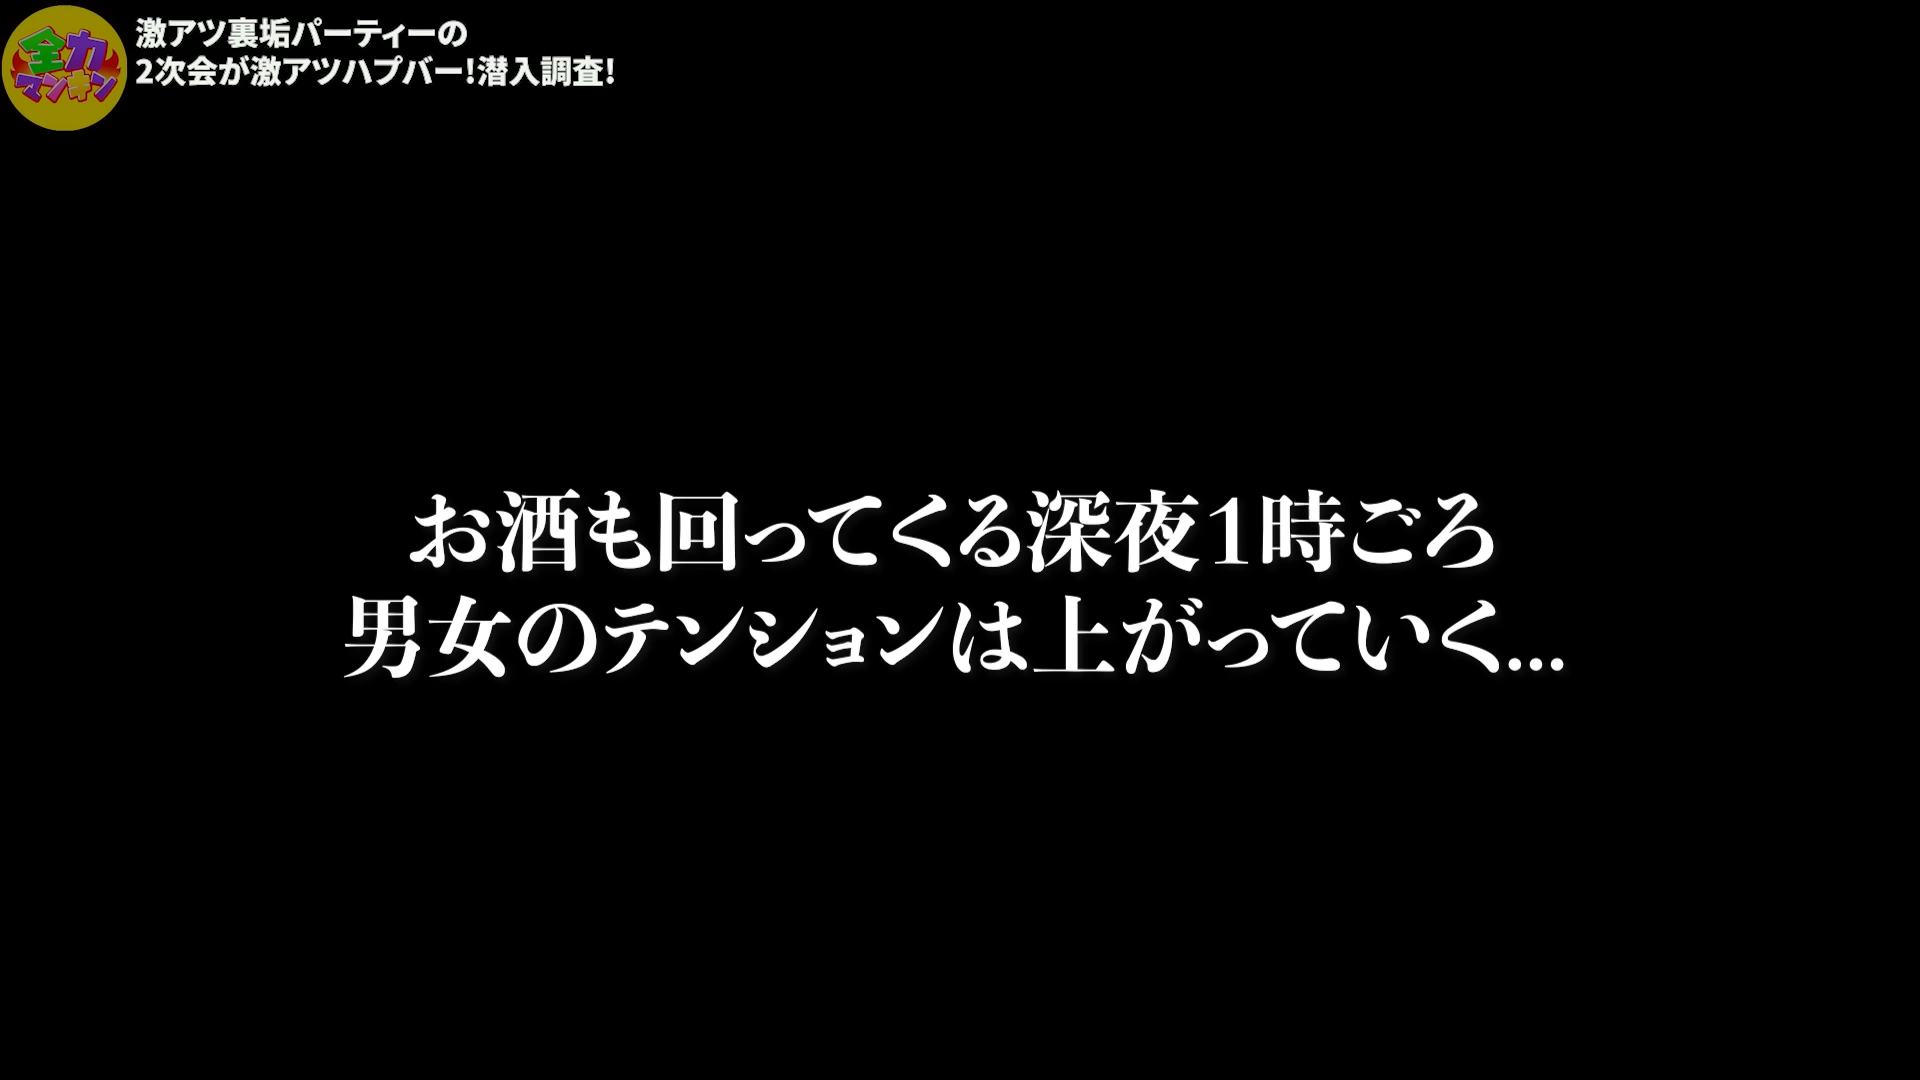 全力
マンキン
激アツ裏垢パーティーの
2次会が激アツハプバー!潜入調査!
お酒も回ってくる深夜1時ごろ
男女のテンションは上がっていく...